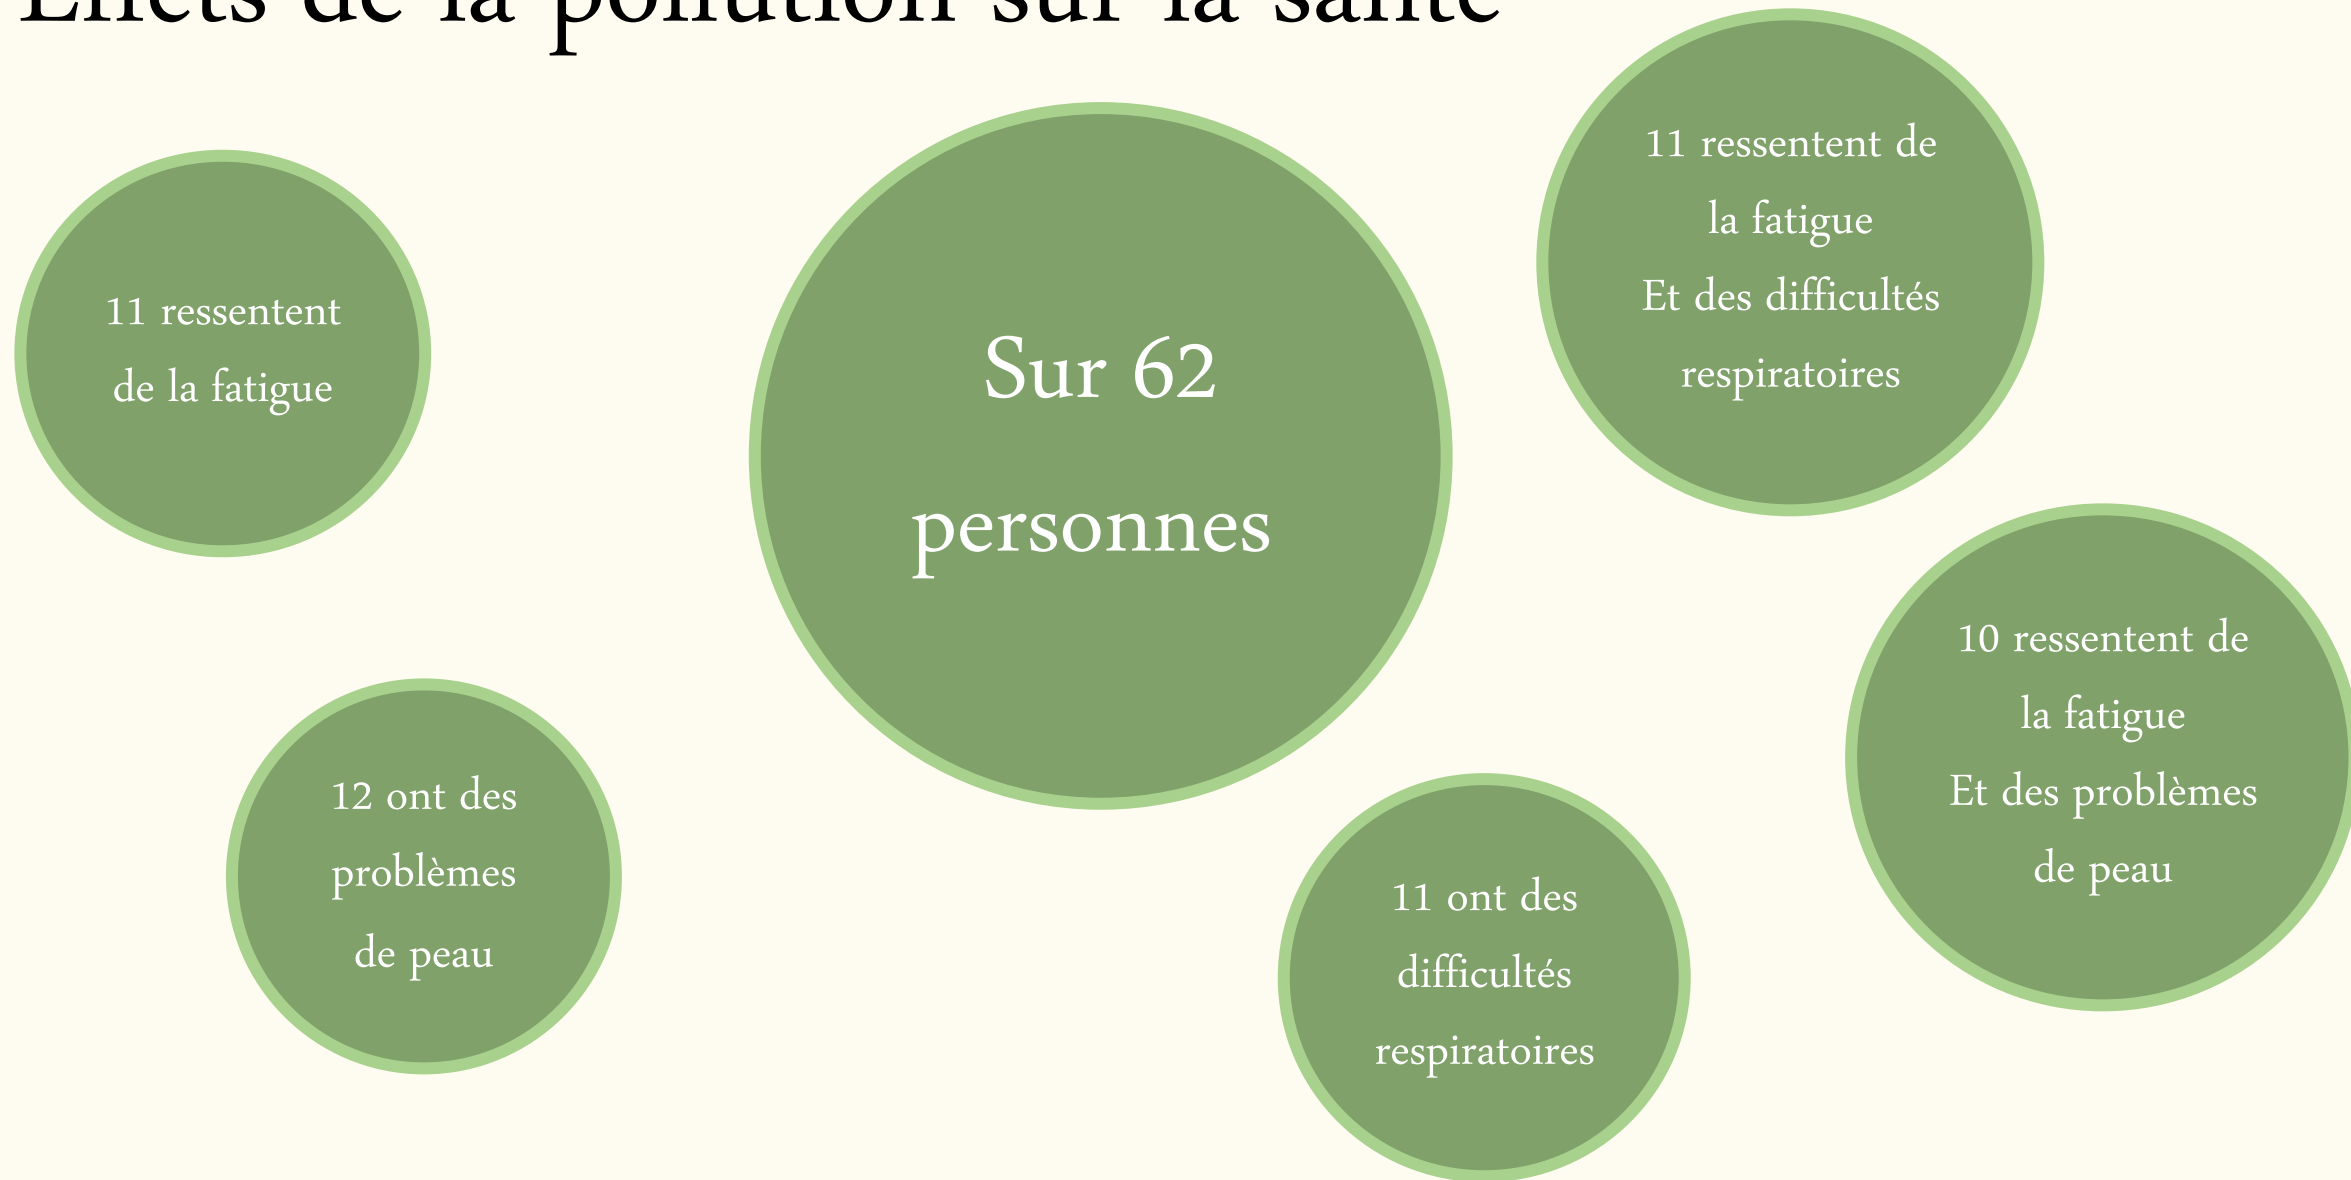 Effets de la pollution sur la santé
11 ressentent
de la fatigue
12 ont des
problèmes
de peau
Sur 62
personnes
11 ont des
difficultés
respiratoires
11 ressentent de
la fatigue
Et des difficultés
respiratoires
10 ressentent de
la fatigue
Et des problèmes
de peau